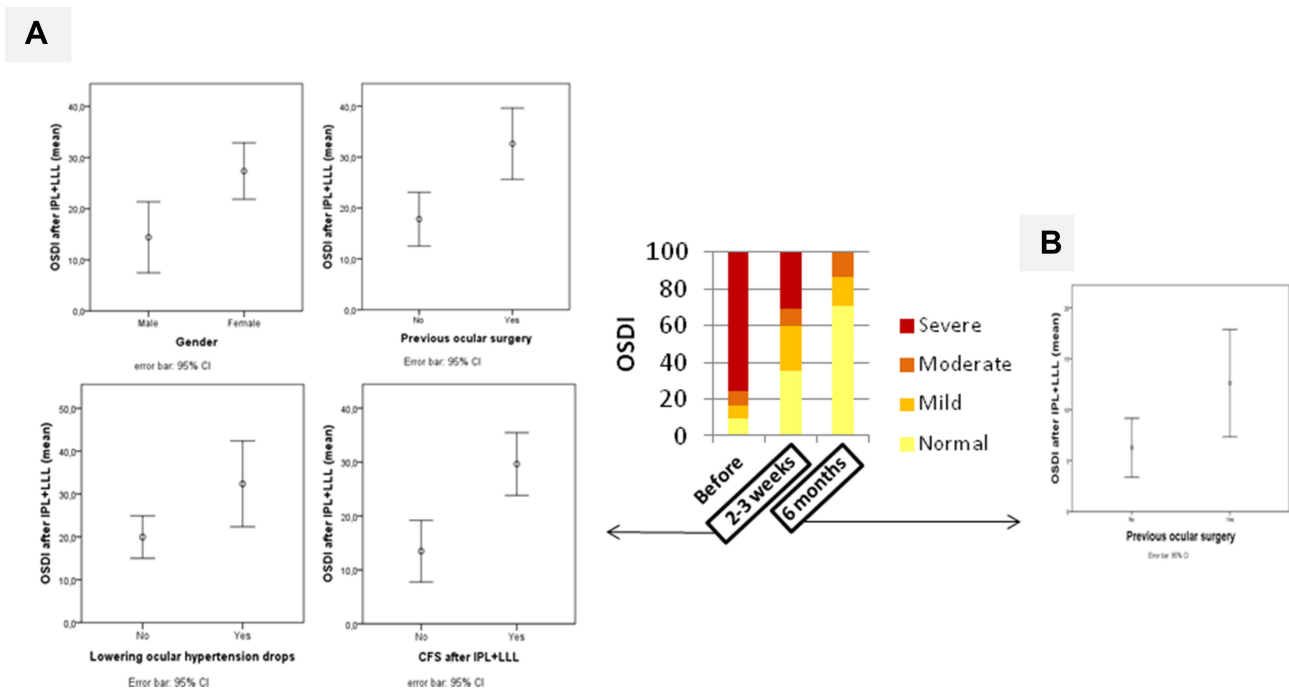 A
OSDI after IPL+LLL (mean)
40,0
30,0
20,0
10,0
0,0
Male Female
Gender
error bar: 95% CI
OSDI after IPL+LLL (mean)
40,0
30,0
20,0
10,0
0,0
No Yes
Previous ocular surgery
Error bar: 95% CI
OSDI after IPL+LLL (mean)
50,0
40,0
30,0
20,0
10,0
0,0
No Yes
Lowering ocular hypertension drops
Error bar: 95% CI
OSDI after IPL+LLL (mean)
40,0
30,0
20,0
10,0
0,0
No Yes
CFS after IPL+LLL
error bar: 95% CI
OSDI
100
80
60
40
20
0
Before
2-3 weeks
6 months
Severe
Moderate
Mild
Normal
B
OSDI after IPL+LLL (mean)
No Yes
Previous ocular surgery
Error bar: 95% CI